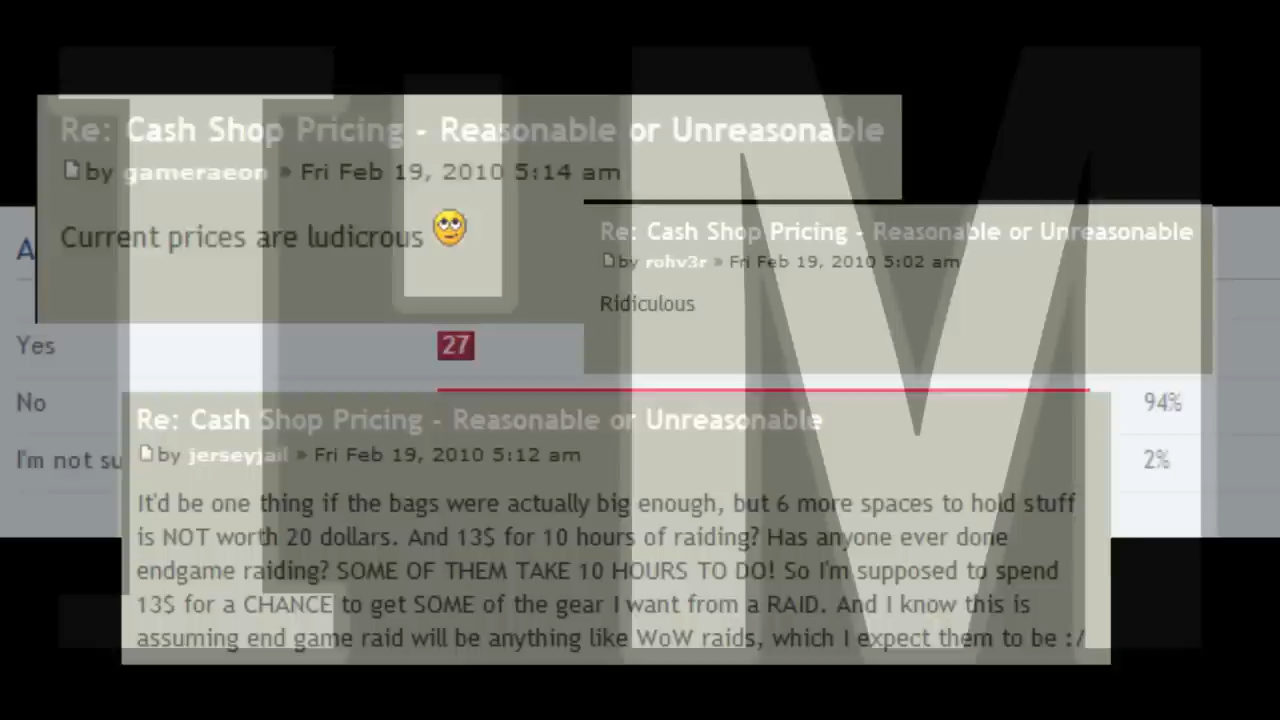 I'M
Re: Cash Shop Pricing - Reasonable or Unreasonable
by gameraeon » Fri Feb 19, 2010 5:14 am
Current prices are ludicrous
Re: Cash Shop Pricing - Reasonable or Unreasonable
by rohv3r » Fri Feb 19, 2010 5:02 am
Ridiculous
A
Yes 27
No 94%
I'm not su 2%
Re: Cash Shop Pricing - Reasonable or Unreasonable
by jerseyjail » Fri Feb 19, 2010 5:12 am
It'd be one thing if the bags were actually big enough, but 6 more spaces to hold stuff
is NOT worth 20 dollars. And 13$ for 10 hours of raiding? Has anyone ever done
endgame raiding? SOME OF THEM TAKE 10 HOURS TO DO! So I'm supposed to spend
13$ for a CHANCE to get SOME of the gear I want from a RAID. And I know this is
assuming end game raid will be anything like WoW raids, which I expect them to be :/